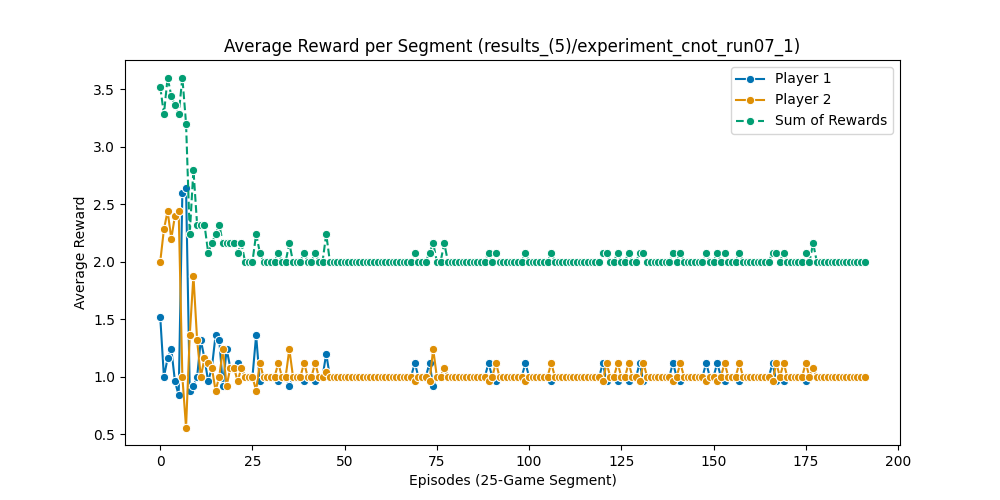 Average Reward per Segment (results_(5)/experiment_cnot_run07_1)
Player 1
Player 2
Sum of Rewards
Average Reward
3.5
3.0
2.5
2.0
1.5
1.0
0.5
0
25
50
75
100
125
150
175
200
Episodes (25-Game Segment)